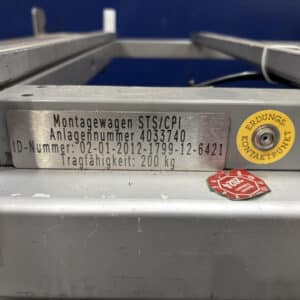 Montagewagen STS/CPI
Anlagennummer 4033740
ID-Nummer: 02-01-2012-1799-12-6421
Tragfähigkeit: 200 kg
ERDUNGS
KONTAKTPUNKT